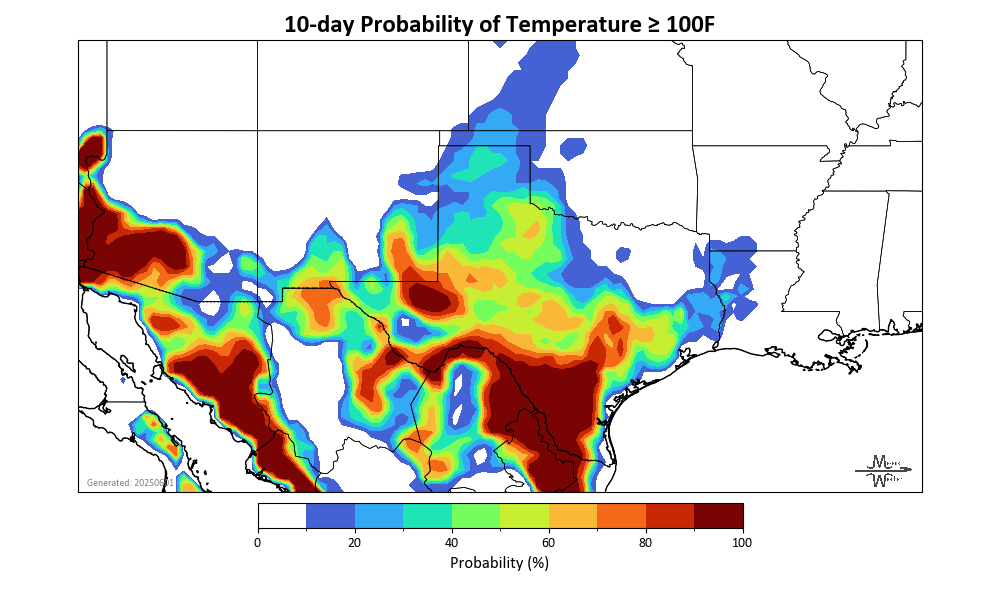 10-day Probability of Temperature ≥ 100F
Generated: 20250601
0 20 40 60 80 100
Probability (%)